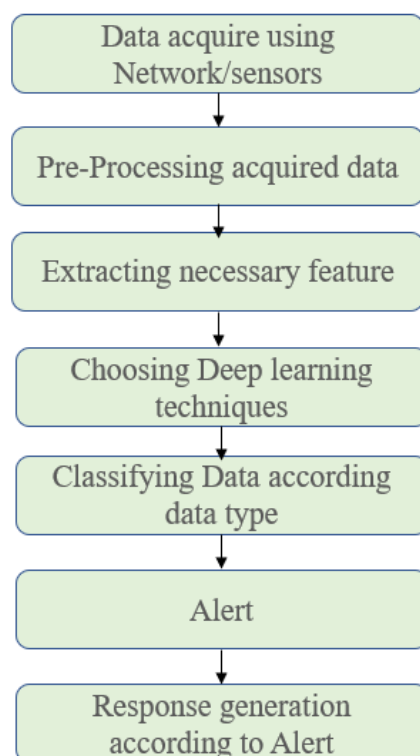 Data acquire using
Network/sensors
Pre-Processing acquired data
Extracting necessary feature
Choosing Deep learning
techniques
Classifying Data according
data type
Alert
Response generation
according to Alert